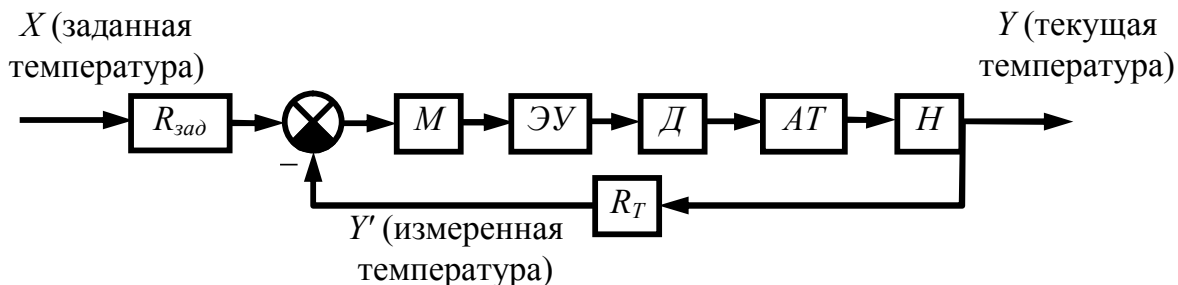 X (заданная
температура)
Y (текущая
температура)
Rзад
М
ЭУ
Д
АТ
Н
−
RТ
Y′ (измеренная
температура)